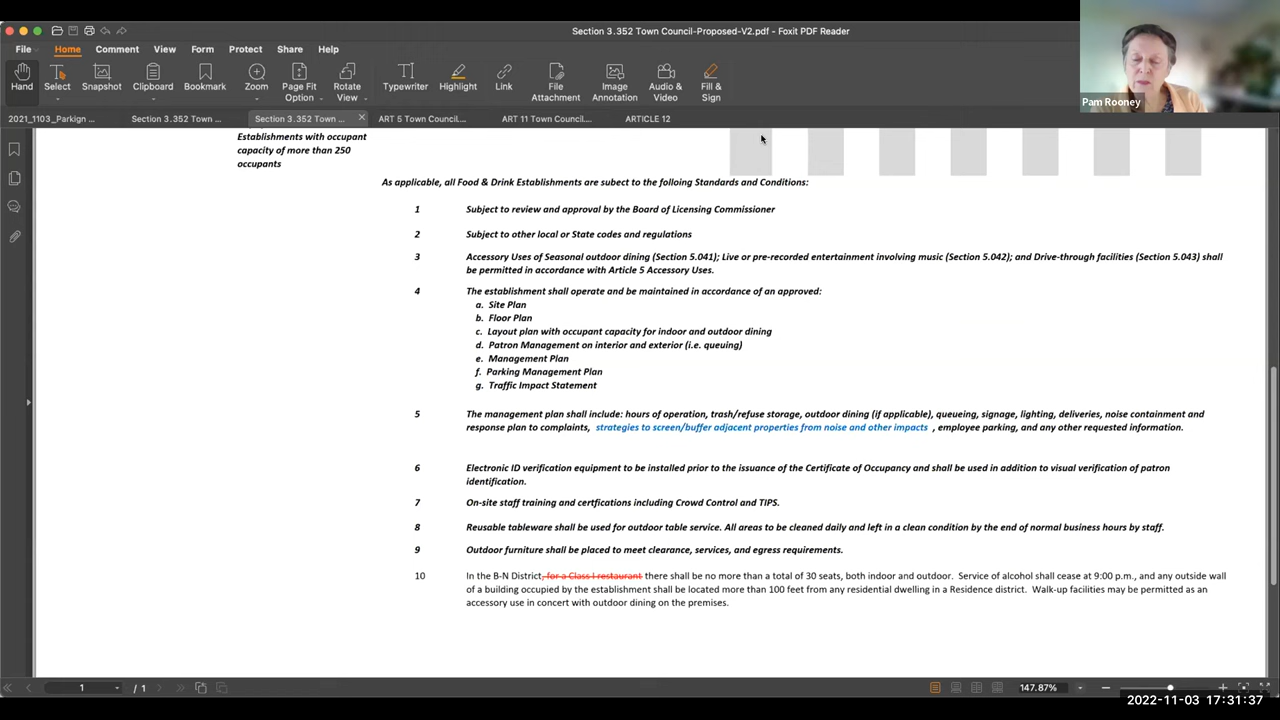 Section 3.352 Town Council-Proposed-V2.pdf - Foxit PDF Reader
File Home Comment View Form Protect Share Help
Hand Select Snapshot Clipboard Bookmark Zoom Page Fit Option Rotate View Typewriter Highlight Link File Attachment Image Annotation Audio & Video Fill & Sign
Pam Rooney
2021_1103_Parkign ... Section 3.352 Town ... Section 3.352 Town ... ART 5 Town Council.... ART 11 Town Council.... ARTICLE 12
Establishments with occupant
capacity of more than 250
occupants
As applicable, all Food & Drink Establishments are subect to the folloing Standards and Conditions:
1 Subject to review and approval by the Board of Licensing Commissioner
2 Subject to other local or State codes and regulations
3 Accessory Uses of Seasonal outdoor dining (Section 5.041); Live or pre-recorded entertainment involving music (Section 5.042); and Drive-through facilities (Section 5.043) shall
be permitted in accordance with Article 5 Accessory Uses.
4 The establishment shall operate and be maintained in accordance of an approved:
a. Site Plan
b. Floor Plan
c. Layout plan with occupant capacity for indoor and outdoor dining
d. Patron Management on interior and exterior (i.e. queuing)
e. Management Plan
f. Parking Management Plan
g. Traffic Impact Statement
5 The management plan shall include: hours of operation, trash/refuse storage, outdoor dining (if applicable), queueing, signage, lighting, deliveries, noise containment and
response plan to complaints, strategies to screen/buffer adjacent properties from noise and other impacts , employee parking, and any other requested information.
6 Electronic ID verification equipment to be installed prior to the issuance of the Certificate of Occupancy and shall be used in addition to visual verification of patron
identification.
7 On-site staff training and certfications including Crowd Control and TIPS.
8 Reusable tableware shall be used for outdoor table service. All areas to be cleaned daily and left in a clean condition by the end of normal business hours by staff.
9 Outdoor furniture shall be placed to meet clearance, services, and egress requirements.
10 In the B-N District, for a Class I restaurant there shall be no more than a total of 30 seats, both indoor and outdoor. Service of alcohol shall cease at 9:00 p.m., and any outside wall
of a building occupied by the establishment shall be located more than 100 feet from any residential dwelling in a Residence district. Walk-up facilities may be permitted as an
accessory use in concert with outdoor dining on the premises.
1 / 1 147.87%
2022-11-03 17:31:37